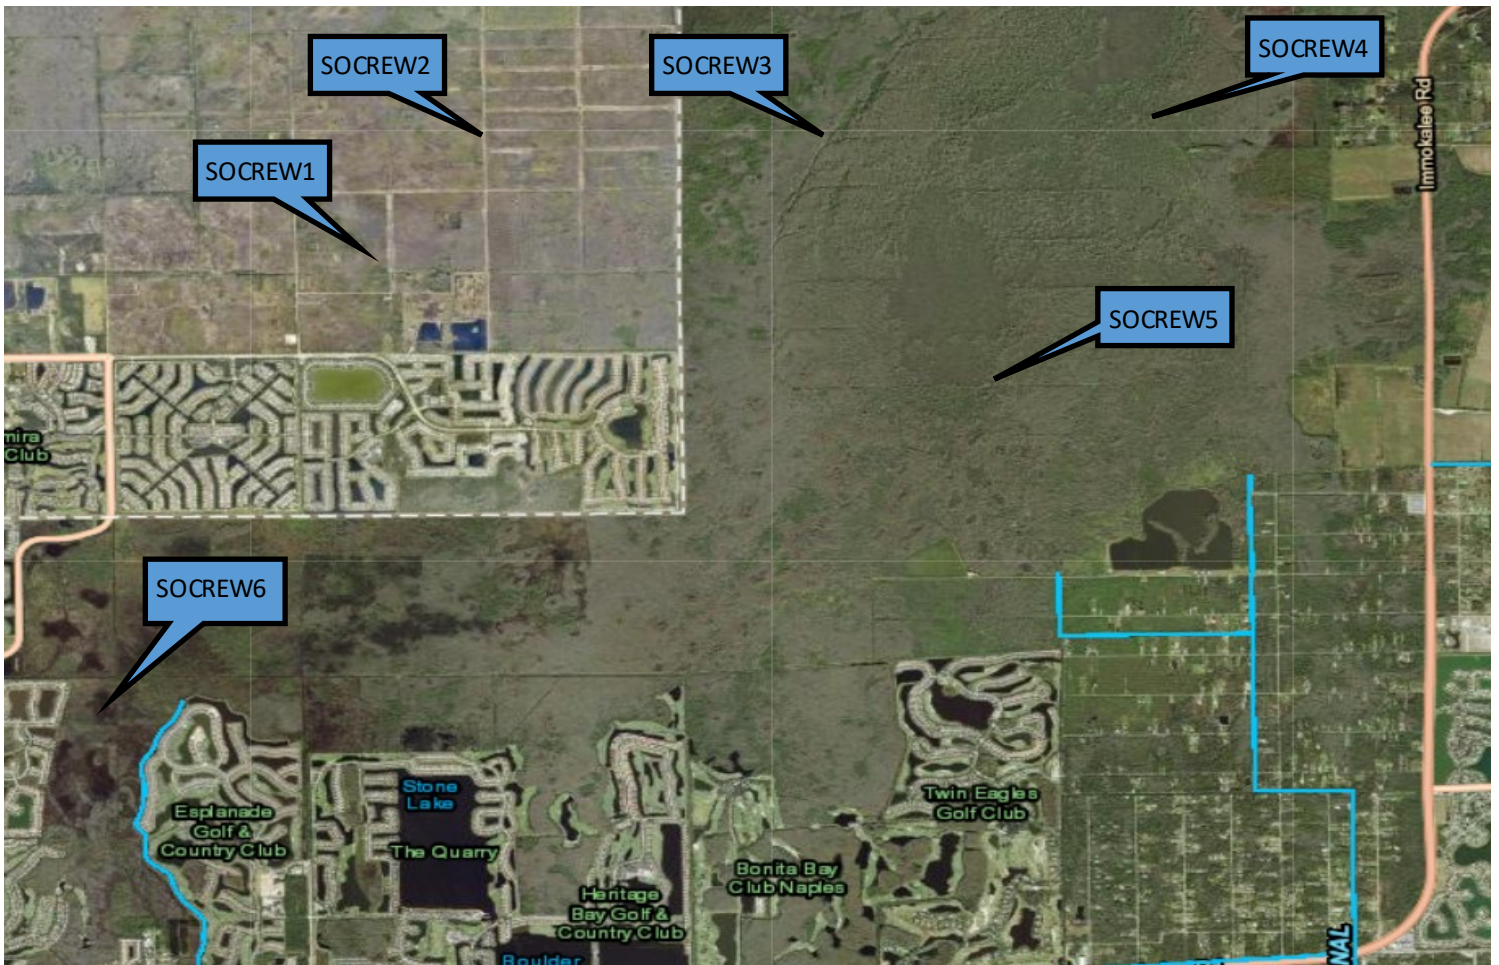 SOCREW2
SOCREW3
SOCREW4
SOCREW1
Immokalee Rd
SOCREW5
mira
Club
SOCREW6
Stone
Lake
Esplanade
Golf &
Country Club
The Quarry
Twin Eagles
Golf Club
Bonita Bay
Club Naples
Heritage
Bay Golf &
Country Club
Boulder
NAL